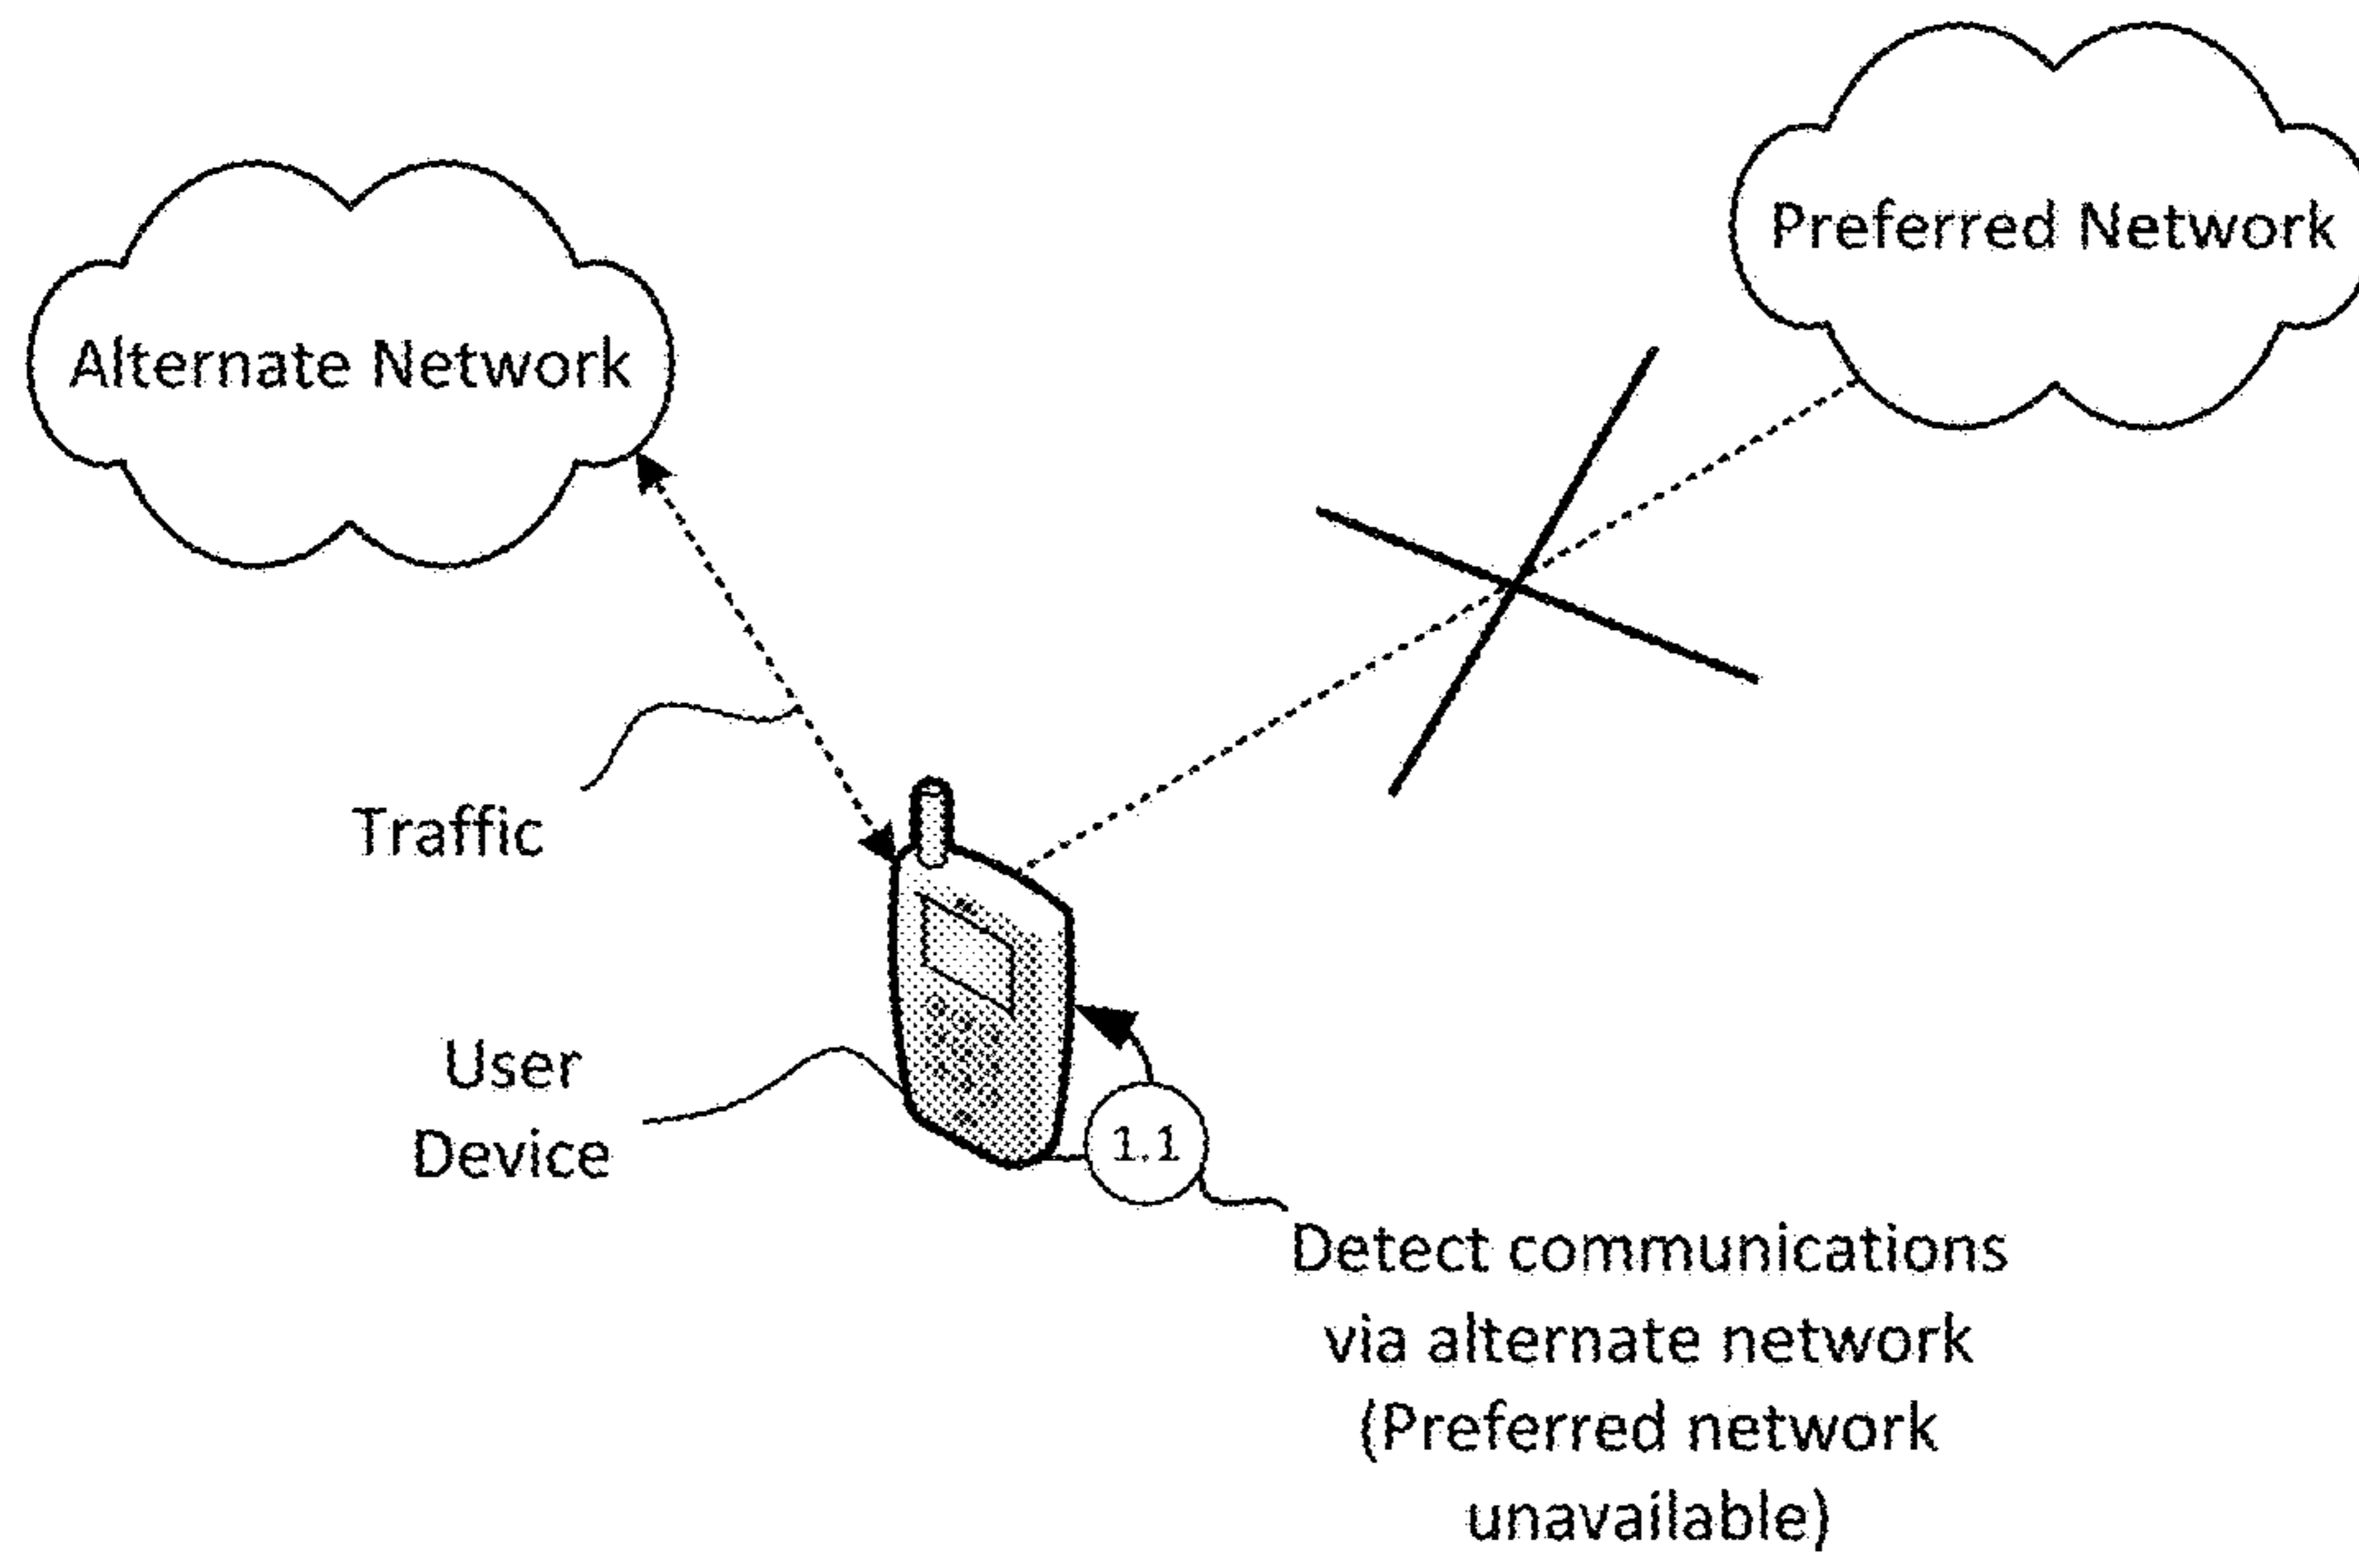 Preferred Network
Alternate Network
Traffic
User
Device
1.1
Detect communications
via alternate network
(Preferred network
unavailable)